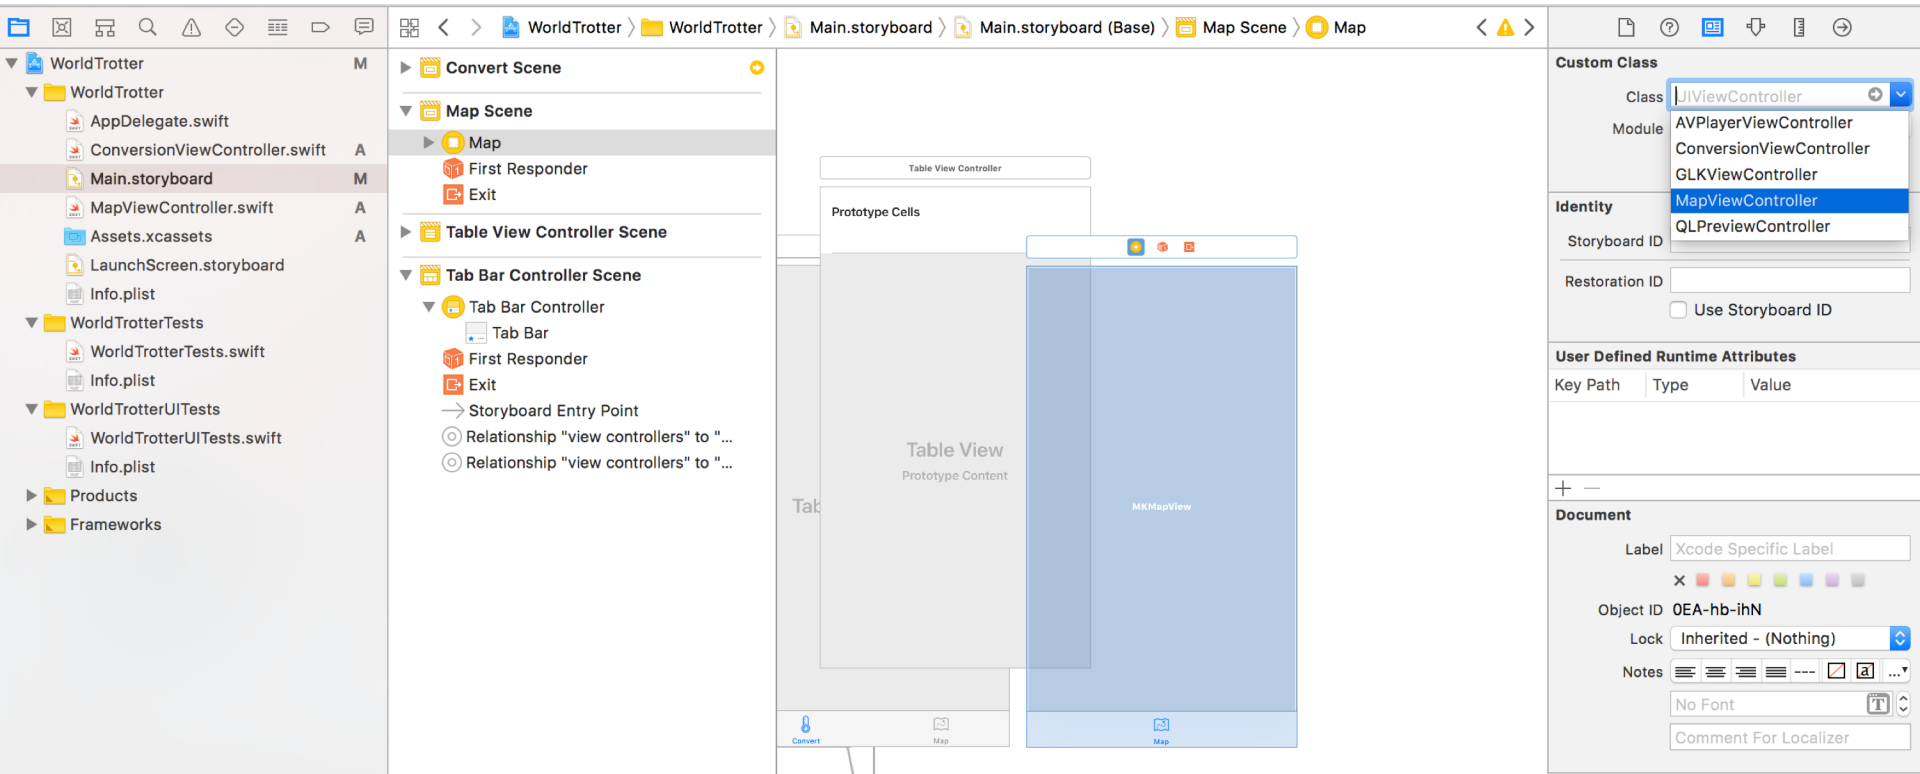 WorldTrotter
WorldTrotter
Main.storyboard
Main.storyboard (Base)
Map Scene
Map
WorldTrotter M
WorldTrotter
AppDelegate.swift
ConversionViewController.swift A
Main.storyboard M
MapViewController.swift A
Assets.xcassets A
LaunchScreen.storyboard
Info.plist
WorldTrotterTests
WorldTrotterTests.swift
Info.plist
WorldTrotterUITests
WorldTrotterUITests.swift
Info.plist
Products
Frameworks
Convert Scene
Map Scene
Map
First Responder
Exit
Table View Controller Scene
Tab Bar Controller Scene
Tab Bar Controller
Tab Bar
First Responder
Exit
Storyboard Entry Point
Relationship "view controllers" to "...
Relationship "view controllers" to "...
Table View Controller
Prototype Cells
Table View
Prototype Content
Tab
MKMapView
Convert
Map
Map
Custom Class
Class UIViewController
Module
AVPlayerViewController
ConversionViewController
GLKViewController
MapViewController
QLPreviewController
Identity
Storyboard ID
Restoration ID
Use Storyboard ID
User Defined Runtime Attributes
Key Path Type Value
Document
Label Xcode Specific Label
Object ID 0EA-hb-ihN
Lock Inherited - (Nothing)
Notes --- a ...
No Font T
Comment For Localizer